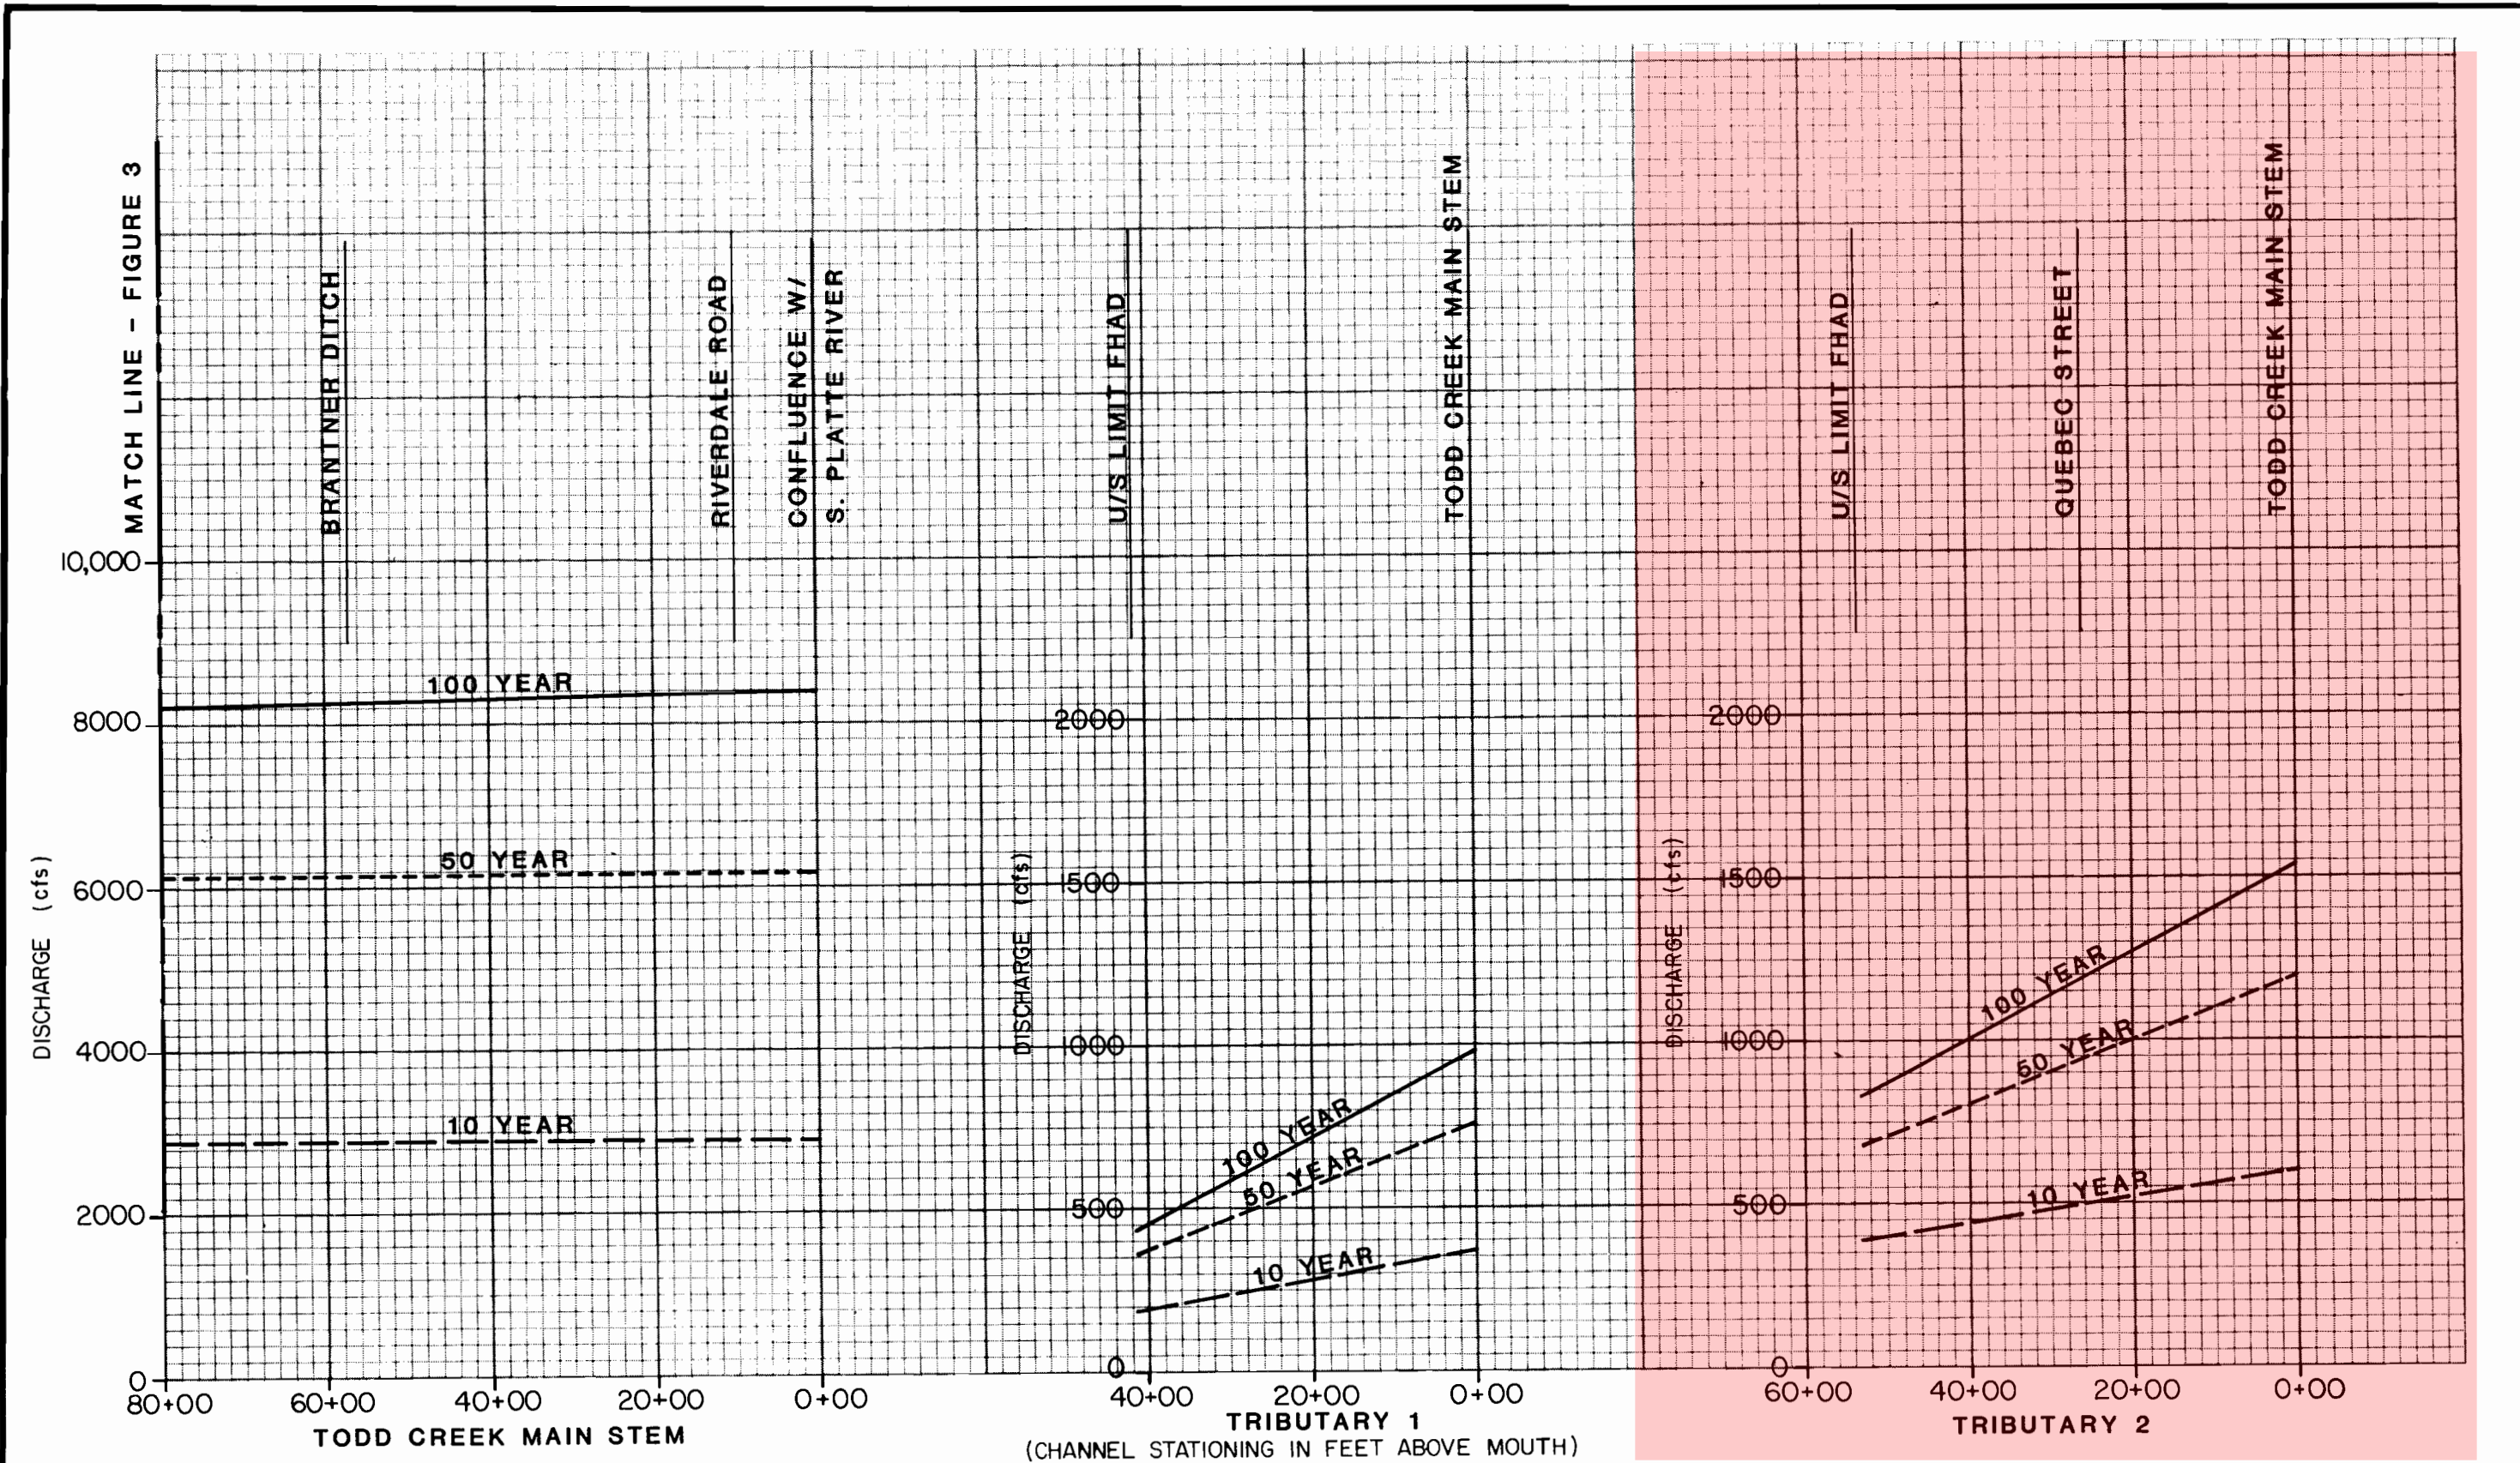 MATCH LINE - FIGURE 3
BRANTNER DITCH
RIVERDALE ROAD
CONFLUENCE W/
S. PLATTE RIVER
10,000
8000
6000
4000
2000
0
DISCHARGE (cfs)
100 YEAR
50 YEAR
10 YEAR
80+00
60+00
40+00
20+00
0+00
TODD CREEK MAIN STEM
U/S LIMIT FHAD
TODD CREEK MAIN STEM
2000
1500
1000
500
0
DISCHARGE (cfs)
100 YEAR
50 YEAR
10 YEAR
40+00
20+00
0+00
TRIBUTARY 1
(CHANNEL STATIONING IN FEET ABOVE MOUTH)
U/S LIMIT FHAD
QUEBEC STREET
TODD CREEK MAIN STEM
2000
1500
1000
500
0
DISCHARGE (cfs)
100 YEAR
50 YEAR
10 YEAR
60+00
40+00
20+00
0+00
TRIBUTARY 2